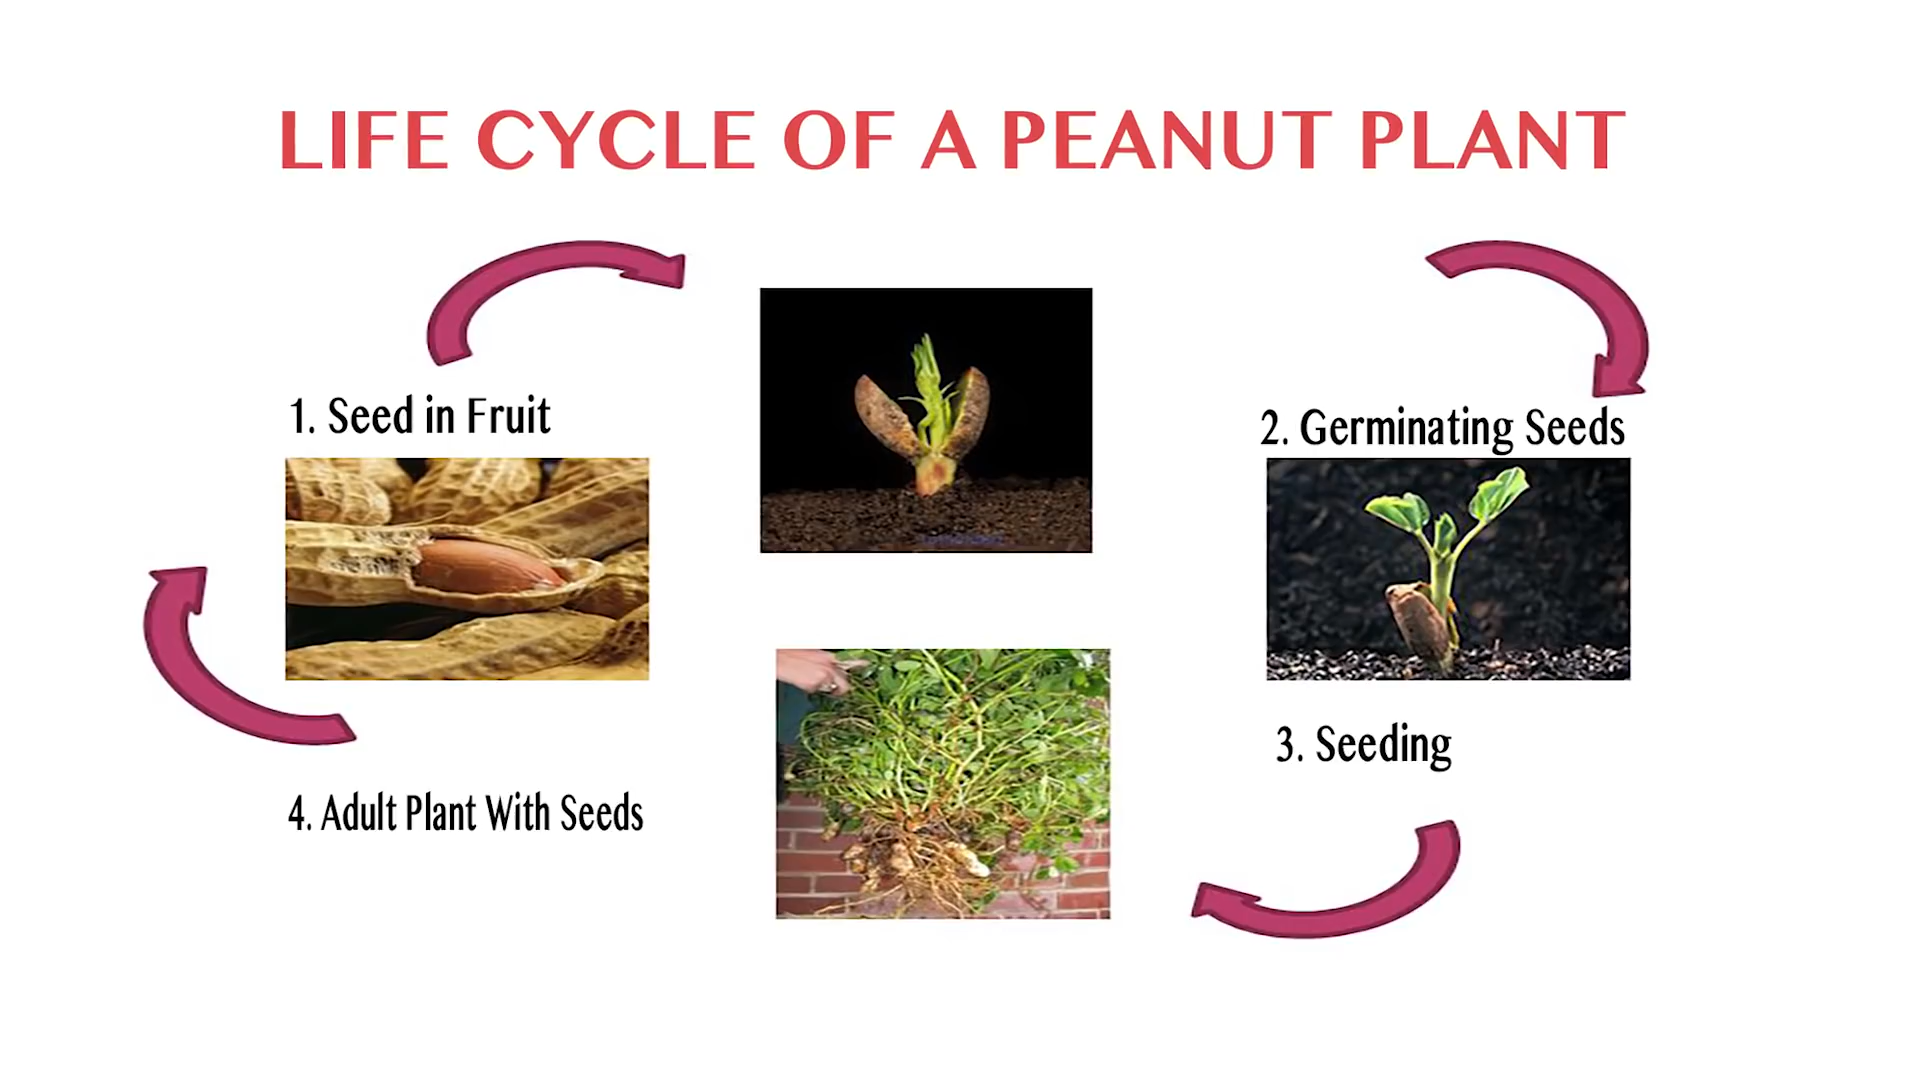 LIFE CYCLE OF A PEANUT PLANT
1. Seed in Fruit
2. Germinating Seeds
3. Seeding
4. Adult Plant With Seeds